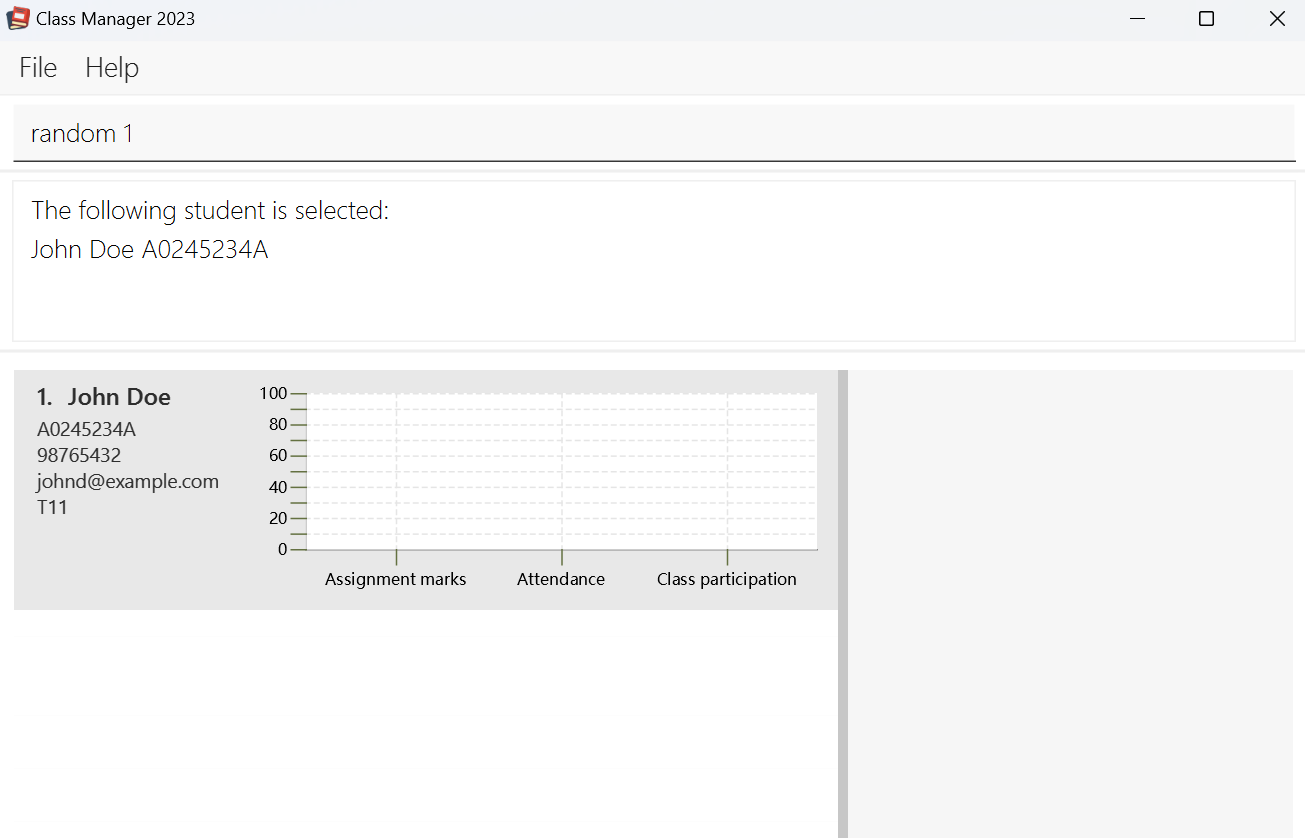 Class Manager 2023
File Help
random 1
The following student is selected:
John Doe A0245234A
1. John Doe
A0245234A
98765432
johnd@example.com
T11
100
80
60
40
20
0
Assignment marks Attendance Class participation